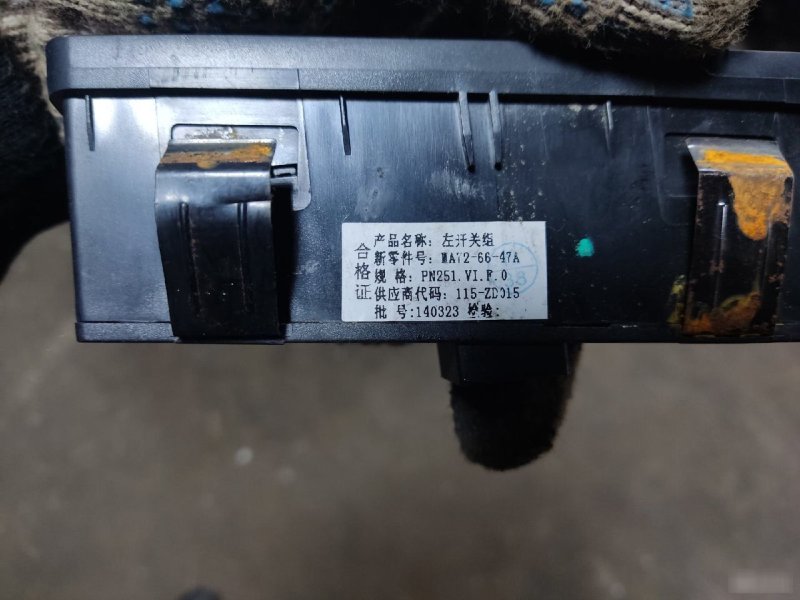 合格证
产品名称: 左开关组
新零件号: MA72-66-47A
规 格: PN251.VI.F.0
供应商代码: 115-ZD015
批 号:140323 检验: